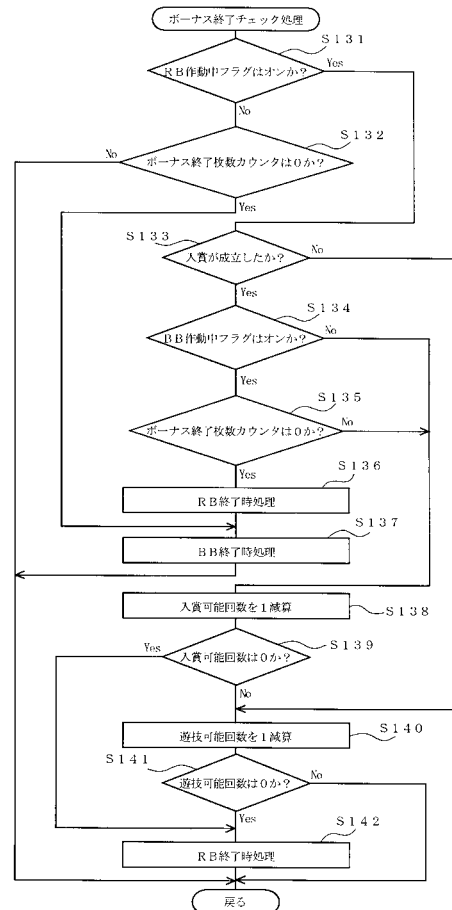 ボーナス終了チェック処理
S131
RB作動中フラグはオンか?
Yes
No
S132
ボーナス終了枚数カウンタは0か?
No
Yes
S133
入賞が成立したか?
No
Yes
S134
BB作動中フラグはオンか?
No
Yes
S135
ボーナス終了枚数カウンタは0か?
No
Yes
S136
RB終了時処理
S137
BB終了時処理
入賞可能回数を1減算
S138
S139
Yes
入賞可能回数は0か?
No
遊技可能回数を1減算
S140
S141
遊技可能回数は0か?
No
Yes
S142
RB終了時処理
戻る